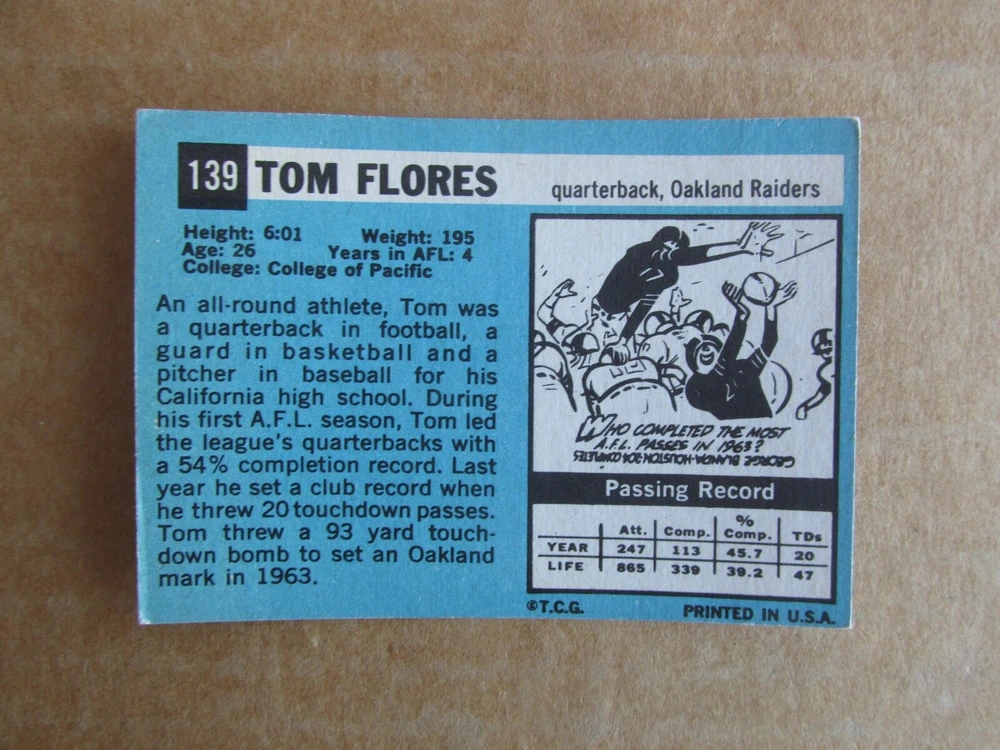 139 TOM FLORES quarterback, Oakland Raiders
Height: 6:01 Weight: 195
Age: 26 Years in AFL: 4
College: College of Pacific
An all-round athlete, Tom was
a quarterback in football, a
guard in basketball and a
pitcher in baseball for his
California high school. During
his first A.F.L. season, Tom led
the league's quarterbacks with
a 54% completion record. Last
year he set a club record when
he threw 20 touchdown passes.
Tom threw a 93 yard touch-
down bomb to set an Oakland
mark in 1963.
WHO COMPLETED THE MOST
A.F.L. PASSES IN 1963?
GEORGE BLANDA-HOUSTON-204 COMPLETES
Passing Record
Att. Comp. % Comp. TDs
YEAR 247 113 45.7 20
LIFE 865 339 39.2 47
©T.C.G. PRINTED IN U.S.A.